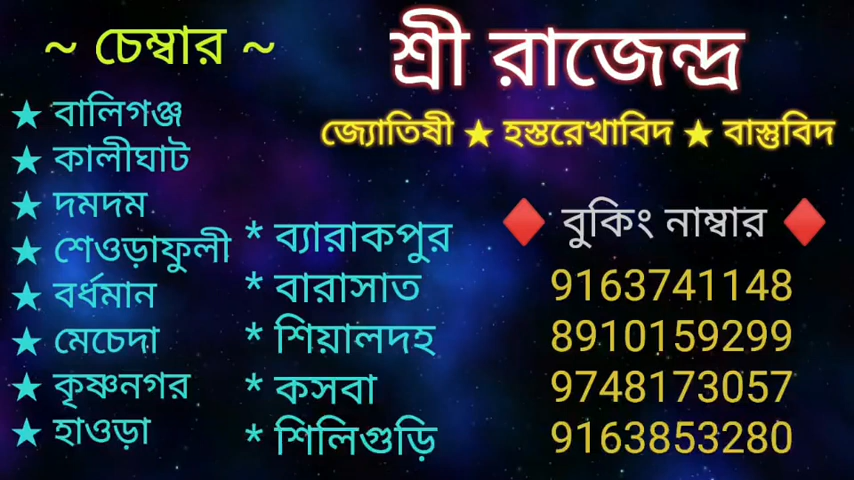 ~ চেম্বার ~
★ বালিগঞ্জ
★ কালীঘাট
★ দমদম
★ শেওড়াফুলী
★ বর্ধমান
★ মেচেদা
★ কৃষ্ণনগর
★ হাওড়া
* ব্যারাকপুর
* বারাসাত
* শিয়ালদহ
* কসবা
* শিলিগুড়ি
শ্রী রাজেন্দ্র
জ্যোতিষী ★ হস্তরেখাবিদ ★ বাস্তুবিদ
♦ বুকিং নাম্বার ♦
9163741148
8910159299
9748173057
9163853280